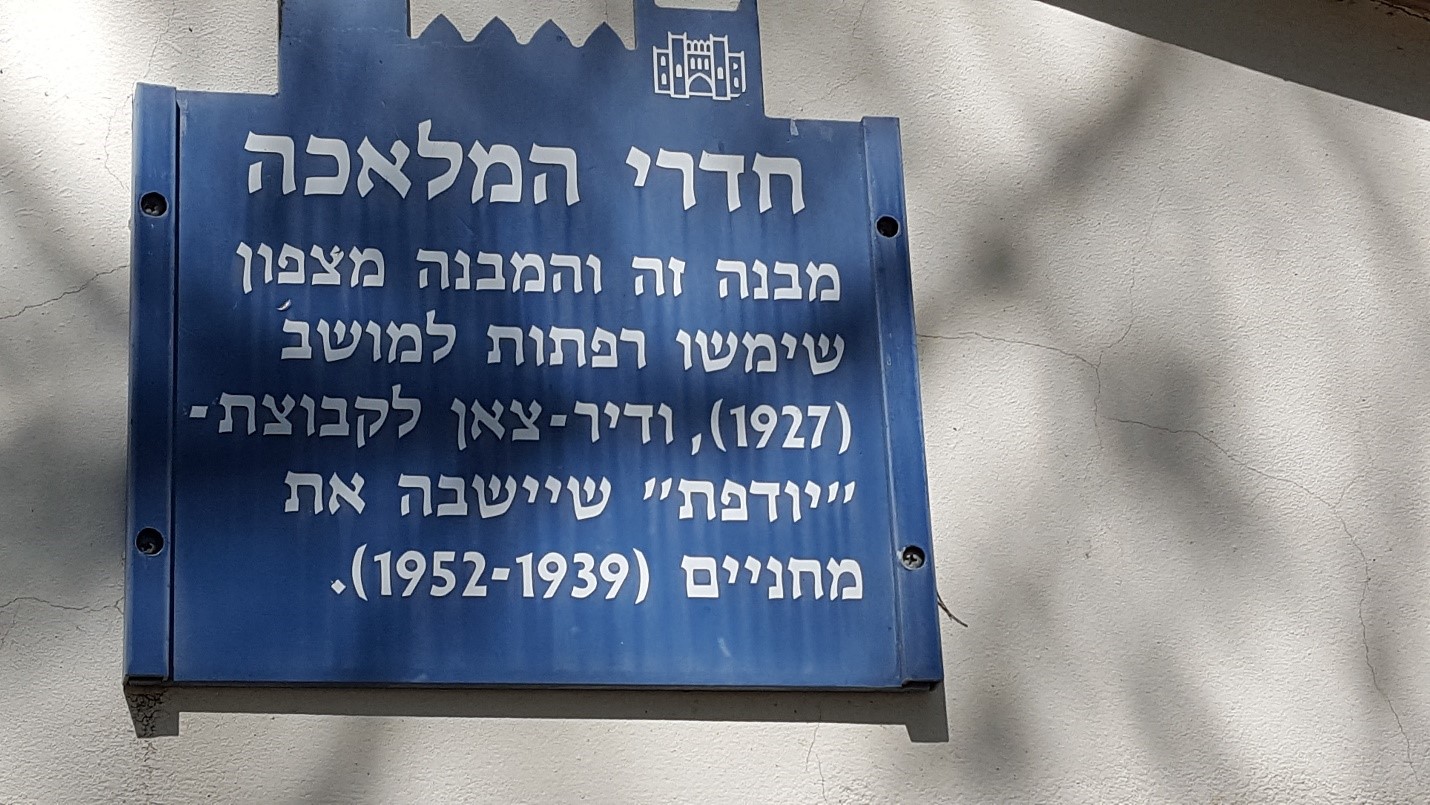 חדרי המלאכה
מבנה זה והמבנה מצפון
שימשו רפתות למושב
(1927), ודיר-צאן לקבוצת-
"יודפת" שיישבה את
מחניים (1952-1939).